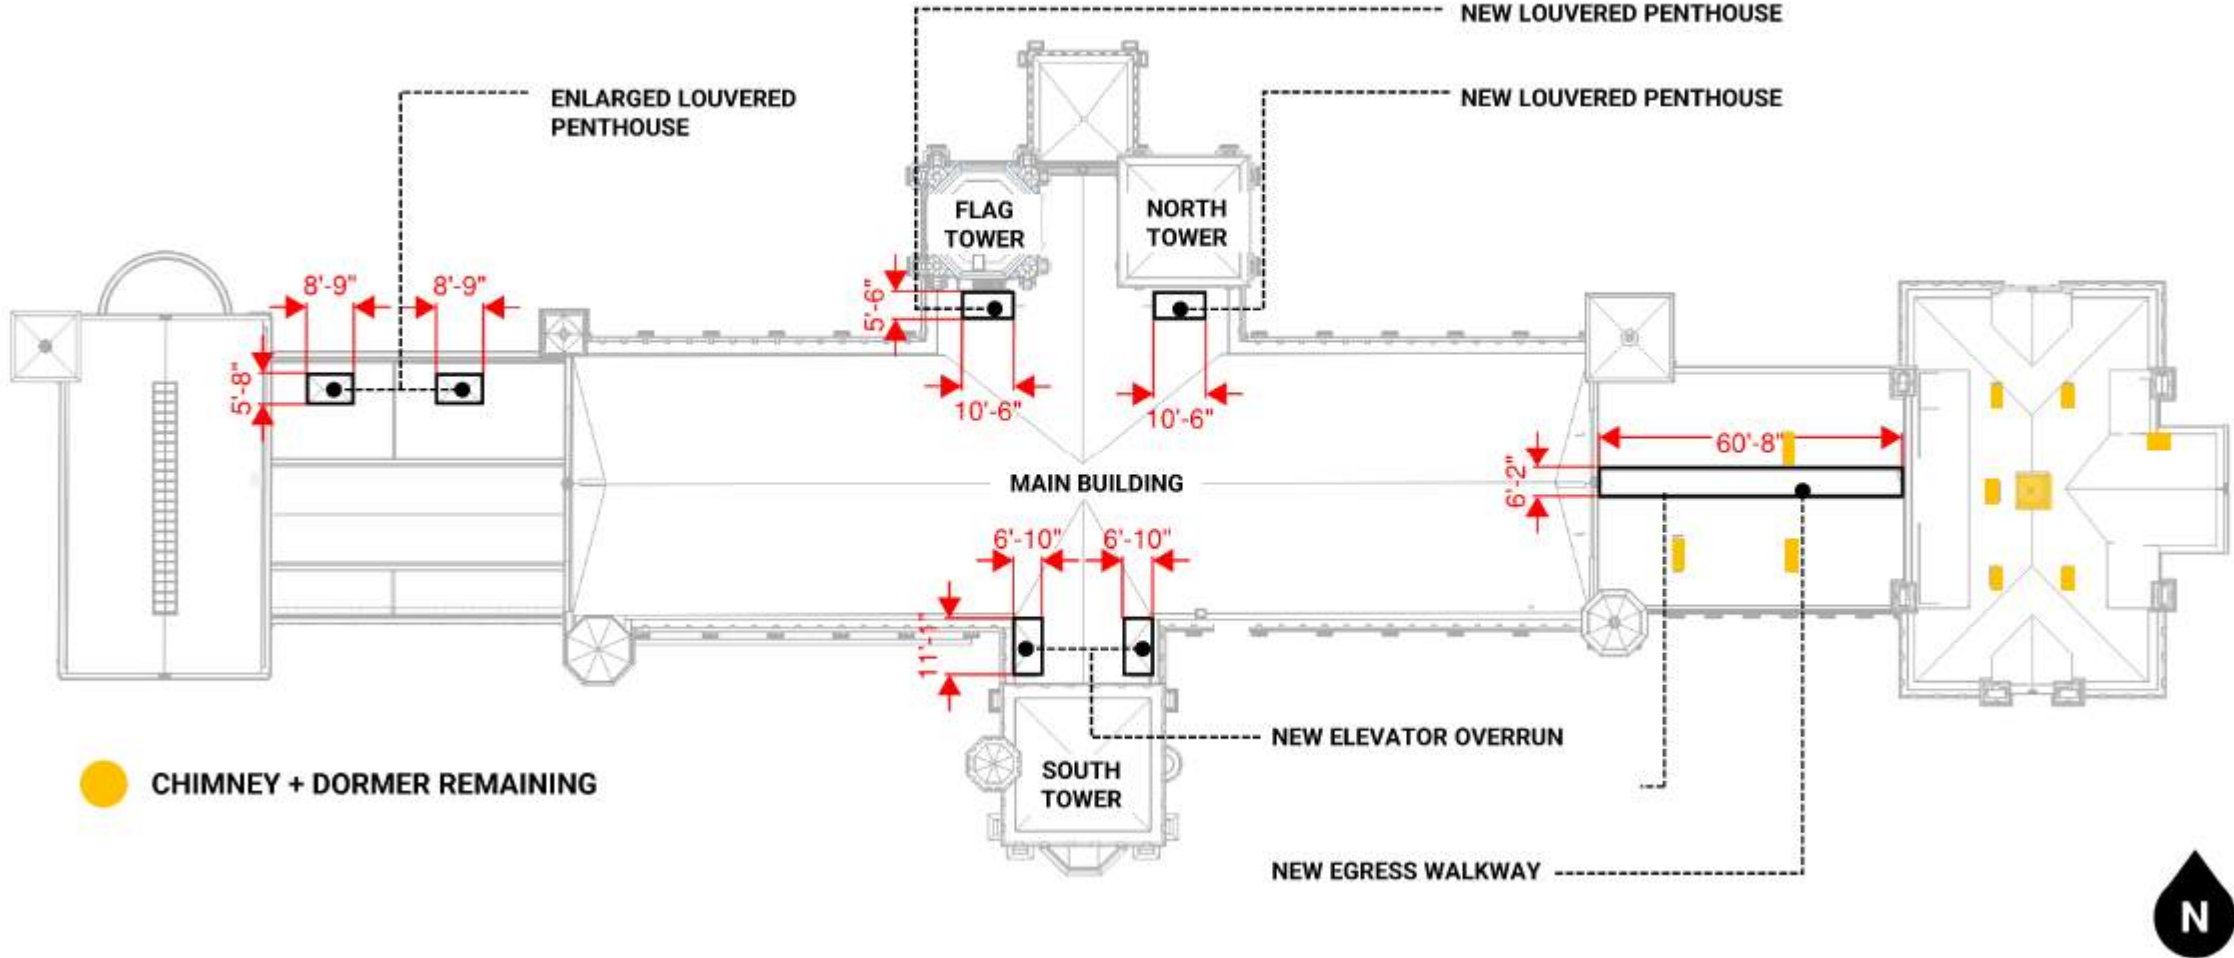 NEW LOUVERED PENTHOUSE
ENLARGED LOUVERED
PENTHOUSE
NEW LOUVERED PENTHOUSE
FLAG
TOWER
NORTH
TOWER
8'-9"
8'-9"
5'-8"
5'-6"
10'-6"
10'-6"
MAIN BUILDING
60'-8"
6'-2"
6'-10"
6'-10"
11'-1"
NEW ELEVATOR OVERRUN
SOUTH
TOWER
CHIMNEY + DORMER REMAINING
NEW EGRESS WALKWAY
N